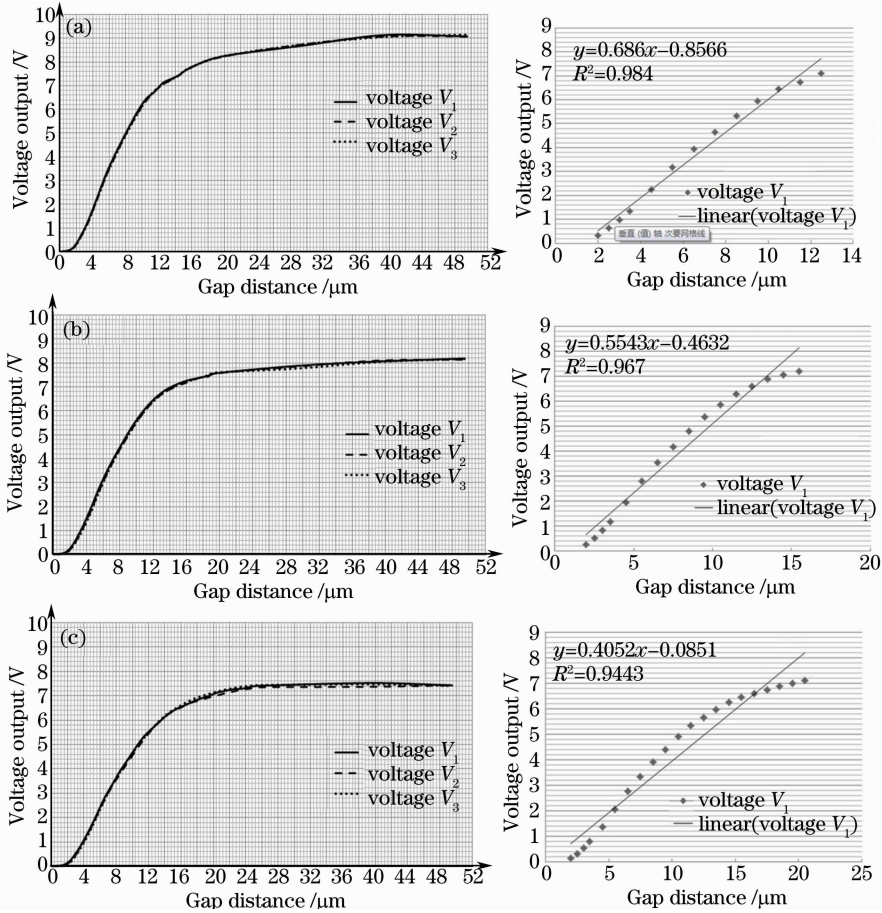 (a)
Voltage output /V
10
9
8
7
6
5
4
3
2
1
0
voltage V1
voltage V2
voltage V3
0 4 8 12 16 20 24 28 32 36 40 44 48 52
Gap distance /μm
Voltage output /V
9
8
7
6
5
4
3
2
1
0
y=0.686x−0.8566
R²=0.984
voltage V1
linear(voltage V1)
垂直 (值) 轴 次要网格线
0 2 4 6 8 10 12 14
Gap distance /μm
(b)
Voltage output /V
10
9
8
7
6
5
4
3
2
1
0
voltage V1
voltage V2
voltage V3
0 4 8 12 16 20 24 28 32 36 40 44 48 52
Gap distance /μm
Voltage output /V
9
8
7
6
5
4
3
2
1
0
y=0.5543x−0.4632
R²=0.967
voltage V1
linear(voltage V1)
0 5 10 15 20
Gap distance /μm
(c)
Voltage output /V
10
9
8
7
6
5
4
3
2
1
0
voltage V1
voltage V2
voltage V3
0 4 8 12 16 20 24 28 32 36 40 44 48 52
Gap distance /μm
Voltage output /V
9
8
7
6
5
4
3
2
1
0
y=0.4052x−0.0851
R²=0.9443
voltage V1
linear(voltage V1)
0 5 10 15 20 25
Gap distance /μm